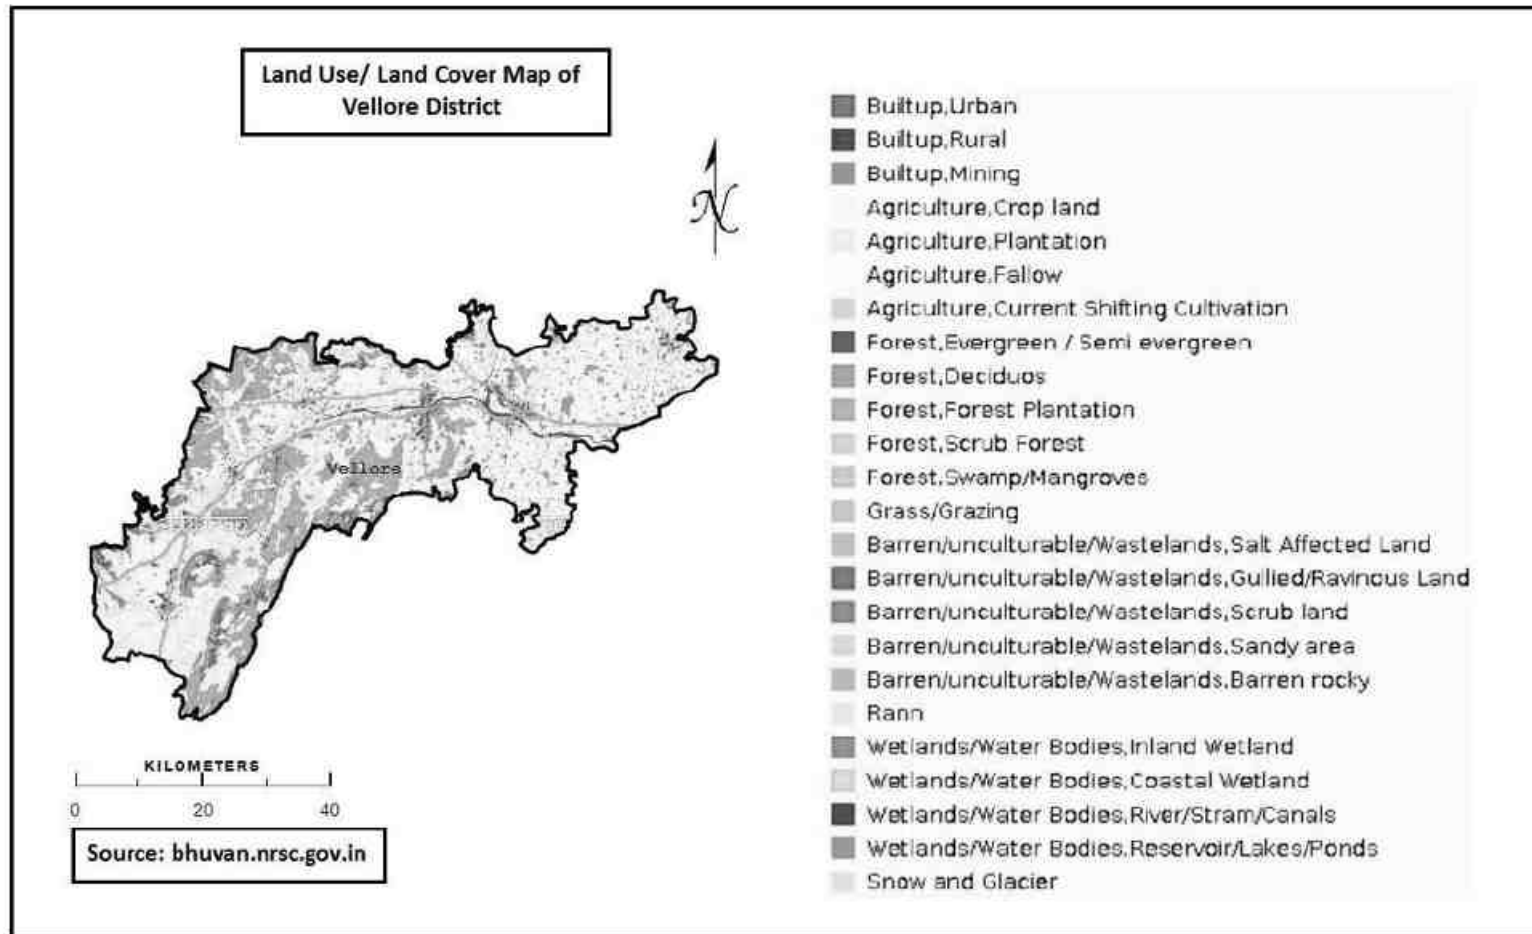 Land Use/ Land Cover Map of
Vellore District
N
Vellore
KILOMETERS
0 20 40
Source: bhuvan.nrsc.gov.in
Builtup,Urban
Builtup,Rural
Builtup,Mining
Agriculture,Crop land
Agriculture,Plantation
Agriculture,Fallow
Agriculture,Current Shifting Cultivation
Forest,Evergreen / Semi evergreen
Forest,Deciduos
Forest,Forest Plantation
Forest,Scrub Forest
Forest,Swamp/Mangroves
Grass/Grazing
Barren/unculturable/Wastelands,Salt Affected Land
Barren/unculturable/Wastelands,Gullied/Ravinous Land
Barren/unculturable/Wastelands,Scrub land
Barren/unculturable/Wastelands,Sandy area
Barren/unculturable/Wastelands,Barren rocky
Rann
Wetlands/Water Bodies,Inland Wetland
Wetlands/Water Bodies,Coastal Wetland
Wetlands/Water Bodies,River/Stram/Canals
Wetlands/Water Bodies,Reservoir/Lakes/Ponds
Snow and Glacier